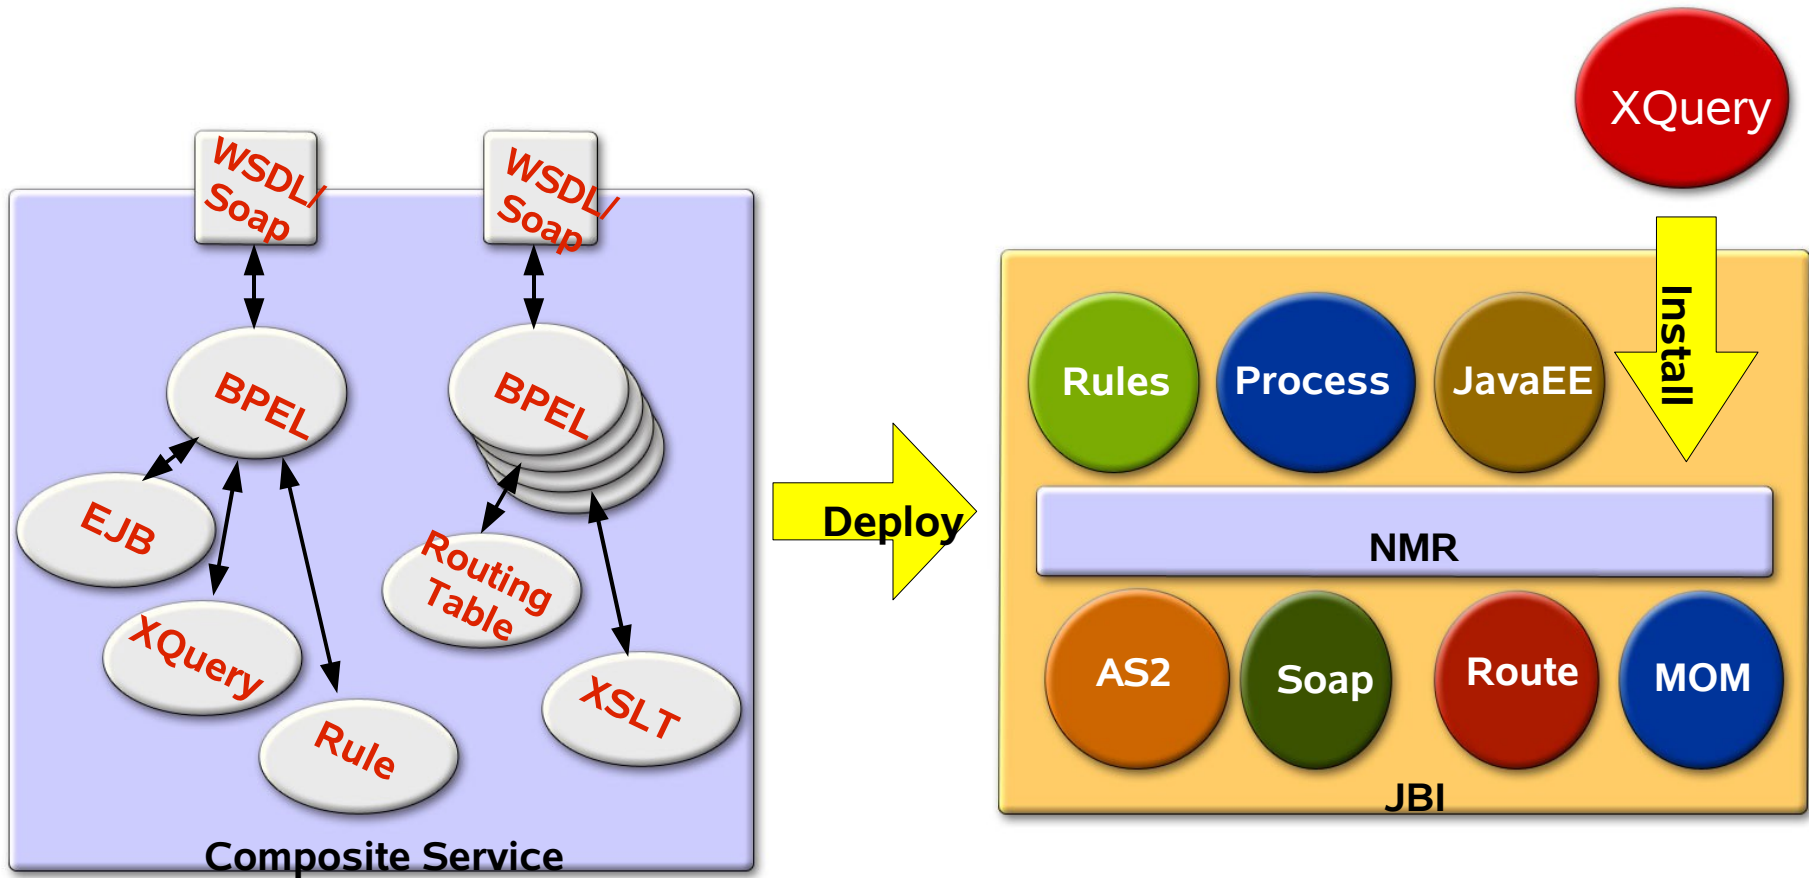 XQuery
WSDL/
Soap
WSDL/
Soap
BPEL
BPEL
EJB
Routing
Table
XQuery
XSLT
Rule
Composite Service
Deploy
Install
Rules
Process
JavaEE
NMR
AS2
Soap
Route
MOM
JBI